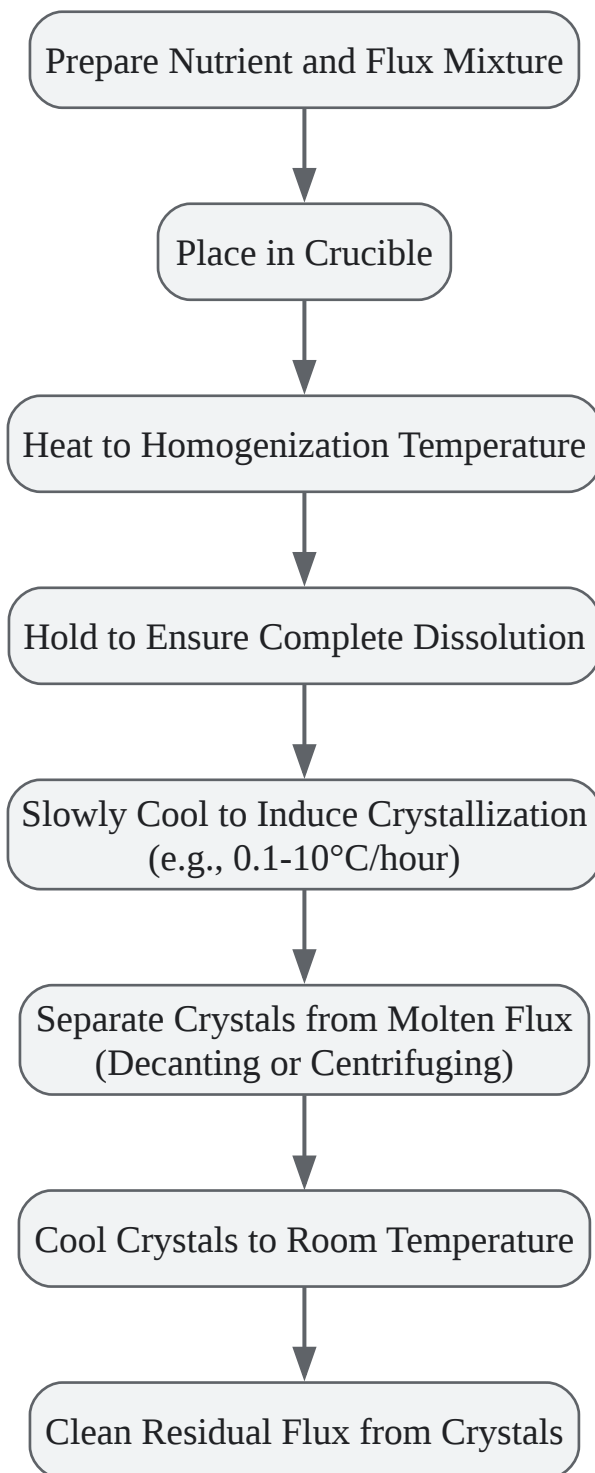 Prepare Nutrient and Flux Mixture
Place in Crucible
Heat to Homogenization Temperature
Hold to Ensure Complete Dissolution
Slowly Cool to Induce Crystallization
(e.g., 0.1-10°C/hour)
Separate Crystals from Molten Flux
(Decanting or Centrifuging)
Cool Crystals to Room Temperature
Clean Residual Flux from Crystals